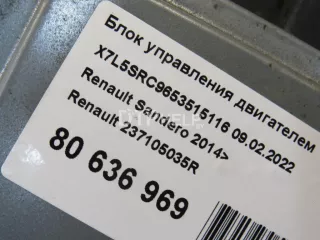 Блок управления двигателем
X7L5SRC9653515116 09.02.2022
Renault Sandero 2014>
Renault 237105035R
80 636 969